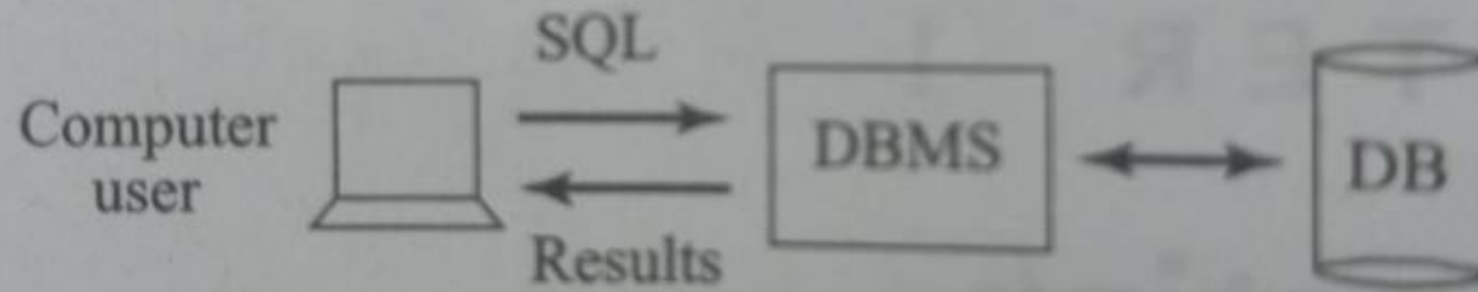 SQL
Computer
user
DBMS
DB
Results